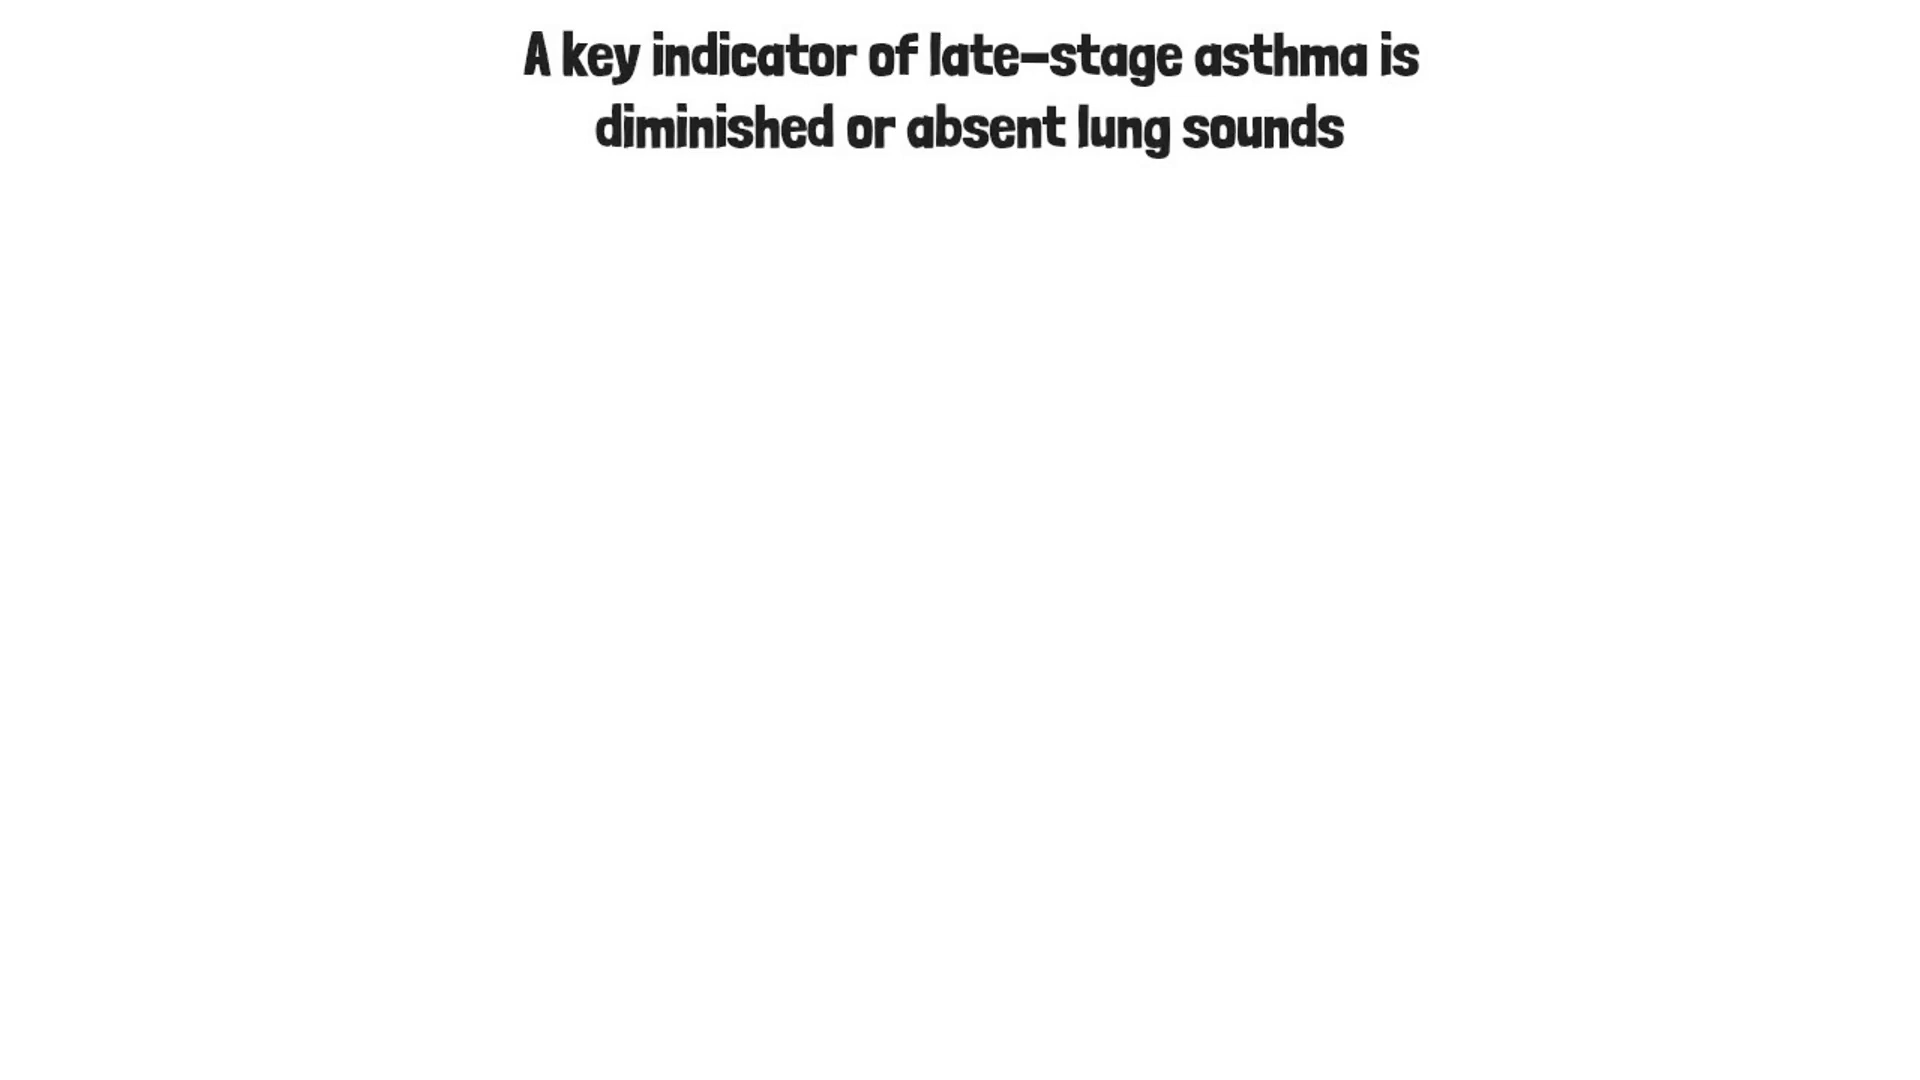 A key indicator of late-stage asthma is
diminished or absent lung sounds